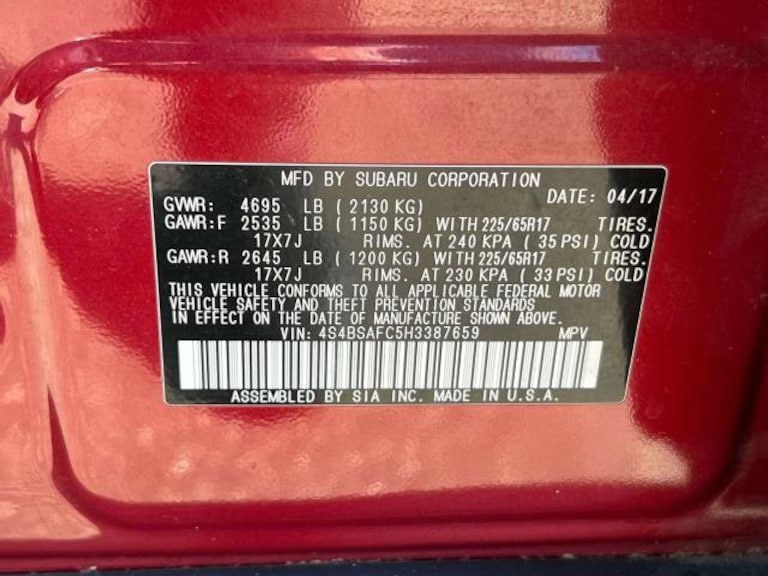 MFD BY SUBARU CORPORATION
DATE: 04/17
GVWR: 4695 LB ( 2130 KG)
GAWR:F 2535 LB ( 1150 KG) WITH 225/65R17 TIRES.
17X7J RIMS. AT 240 KPA ( 35 PSI) COLD
GAWR:R 2645 LB ( 1200 KG) WITH 225/65R17 TIRES.
17X7J RIMS. AT 230 KPA ( 33 PSI) COLD
THIS VEHICLE CONFORMS TO ALL APPLICABLE FEDERAL MOTOR
VEHICLE SAFETY AND THEFT PREVENTION STANDARDS
IN EFFECT ON THE DATE OF MANUFACTURE SHOWN ABOVE.
VIN: 4S4BSAFC5H3387659 MPV
ASSEMBLED BY SIA INC. MADE IN U.S.A.